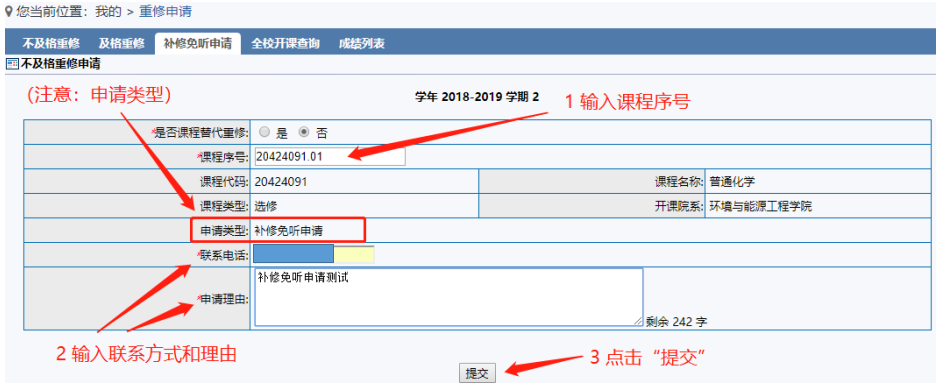 您当前位置：我的 > 重修申请
不及格重修 及格重修 补修免听申请 全校开课查询 成绩列表
不及格重修申请
（注意：申请类型）
学年 2018-2019 学期 2
1 输入课程序号
*是否课程替代重修: 是 否
*课程序号: 20424091.01
课程代码: 20424091 课程名称: 普通化学
课程类型: 选修 开课院系: 环境与能源工程学院
申请类型: 补修免听申请
*联系电话:
*申请理由: 补修免听申请测试
剩余 242 字
2 输入联系方式和理由
3 点击“提交”
提交